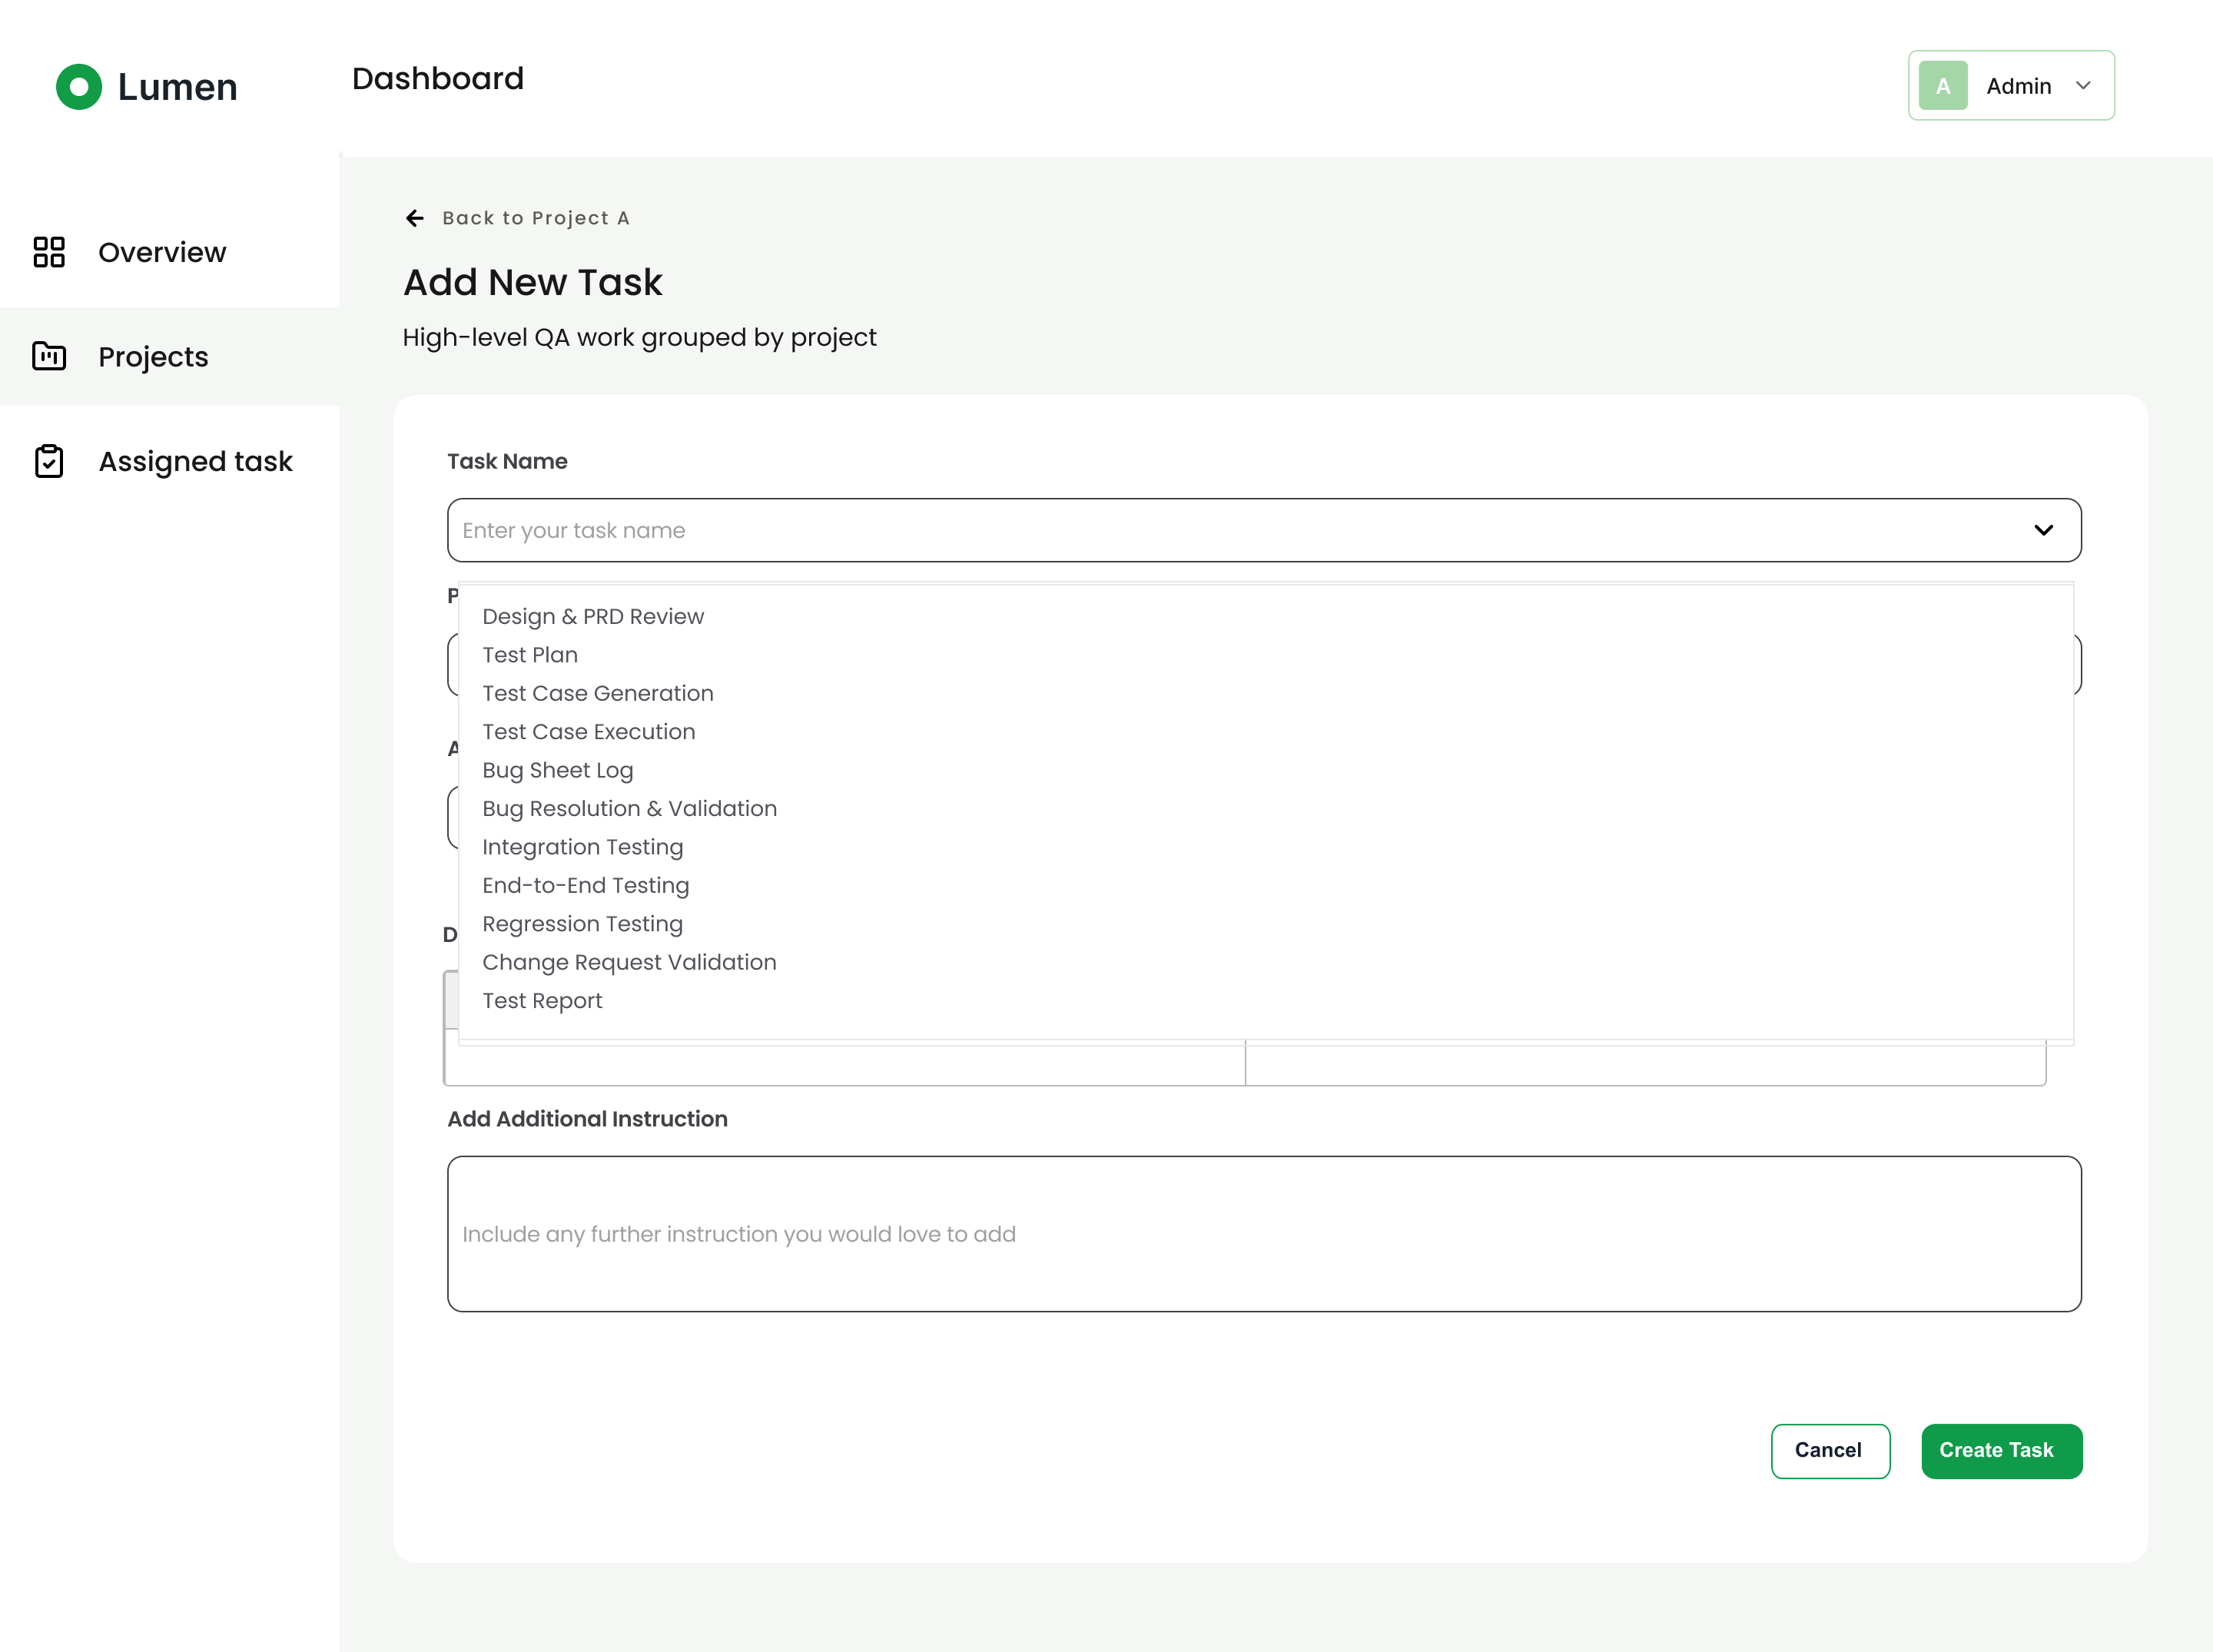 Lumen
Dashboard
A
Admin
Overview
Projects
Assigned task
Back to Project A
Add New Task
High-level QA work grouped by project
Task Name
Enter your task name
P
Design & PRD Review
Test Plan
Test Case Generation
Test Case Execution
A
Bug Sheet Log
Bug Resolution & Validation
Integration Testing
End-to-End Testing
Regression Testing
D
Change Request Validation
Test Report
Add Additional Instruction
Include any further instruction you would love to add
Cancel
Create Task